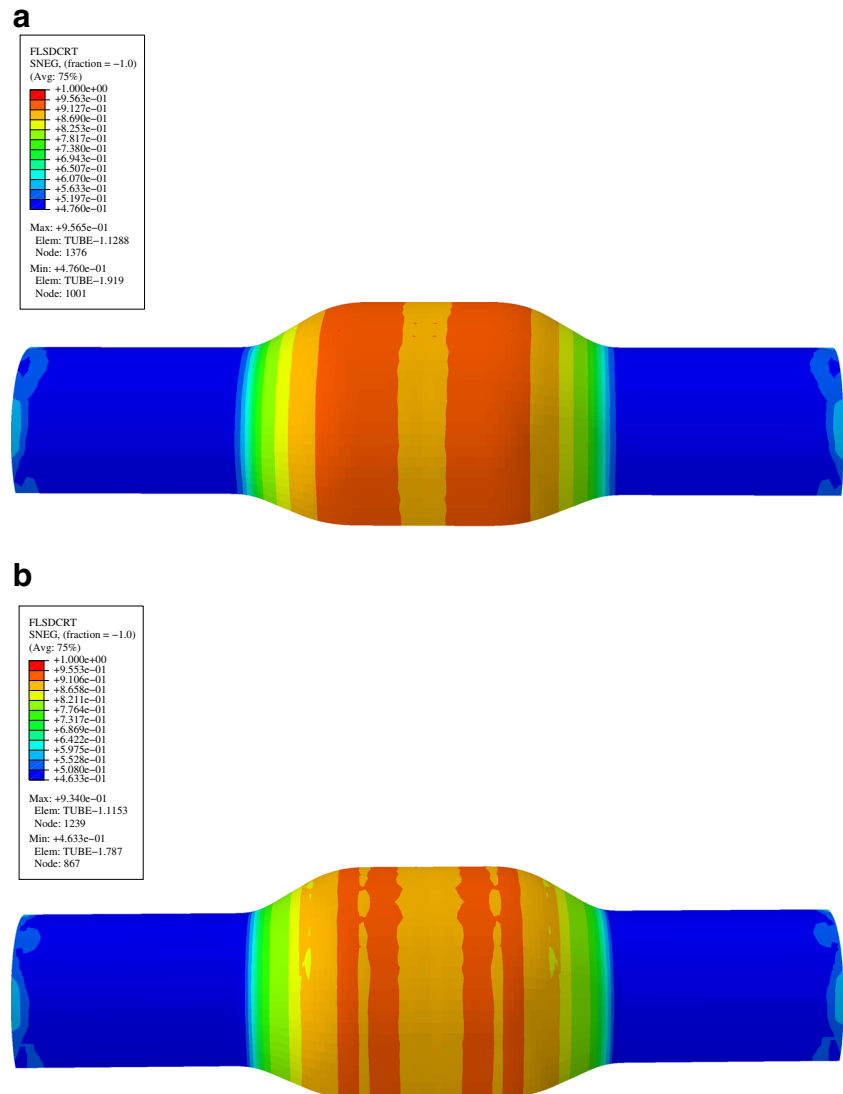 a
FLSDCRT
SNEG, (fraction = −1.0)
(Avg: 75%)
+1.000e+00
+9.563e−01
+9.127e−01
+8.690e−01
+8.253e−01
+7.817e−01
+7.380e−01
+6.943e−01
+6.507e−01
+6.070e−01
+5.633e−01
+5.197e−01
+4.760e−01
Max: +9.565e−01
Elem: TUBE−1.1288
Node: 1376
Min: +4.760e−01
Elem: TUBE−1.919
Node: 1001
b
FLSDCRT
SNEG, (fraction = −1.0)
(Avg: 75%)
+1.000e+00
+9.553e−01
+9.106e−01
+8.658e−01
+8.211e−01
+7.764e−01
+7.317e−01
+6.869e−01
+6.422e−01
+5.975e−01
+5.528e−01
+5.080e−01
+4.633e−01
Max: +9.340e−01
Elem: TUBE−1.1153
Node: 1239
Min: +4.633e−01
Elem: TUBE−1.787
Node: 867